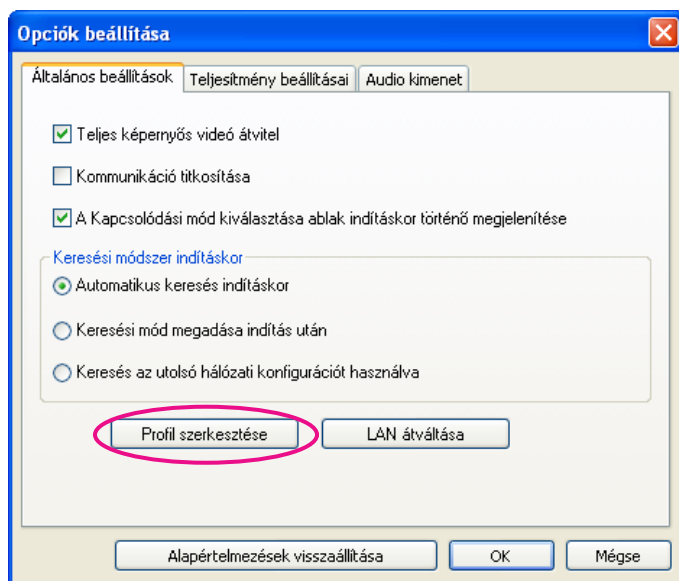 Opciók beállítása
Általános beállítások Teljesítmény beállításai Audio kimenet
Teljes képernyős videó átvitel
Kommunikáció titkosítása
A Kapcsolódási mód kiválasztása ablak indításkor történő megjelenítése
Keresési módszer indításkor
Automatikus keresés indításkor
Keresési mód megadása indítás után
Keresés az utolsó hálózati konfigurációt használva
Profil szerkesztése LAN átváltása
Alapértelmezések visszaállítása OK Mégse